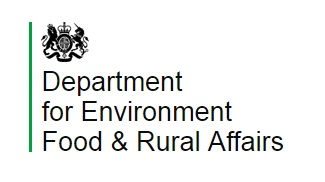 Department
for Environment
Food & Rural Affairs